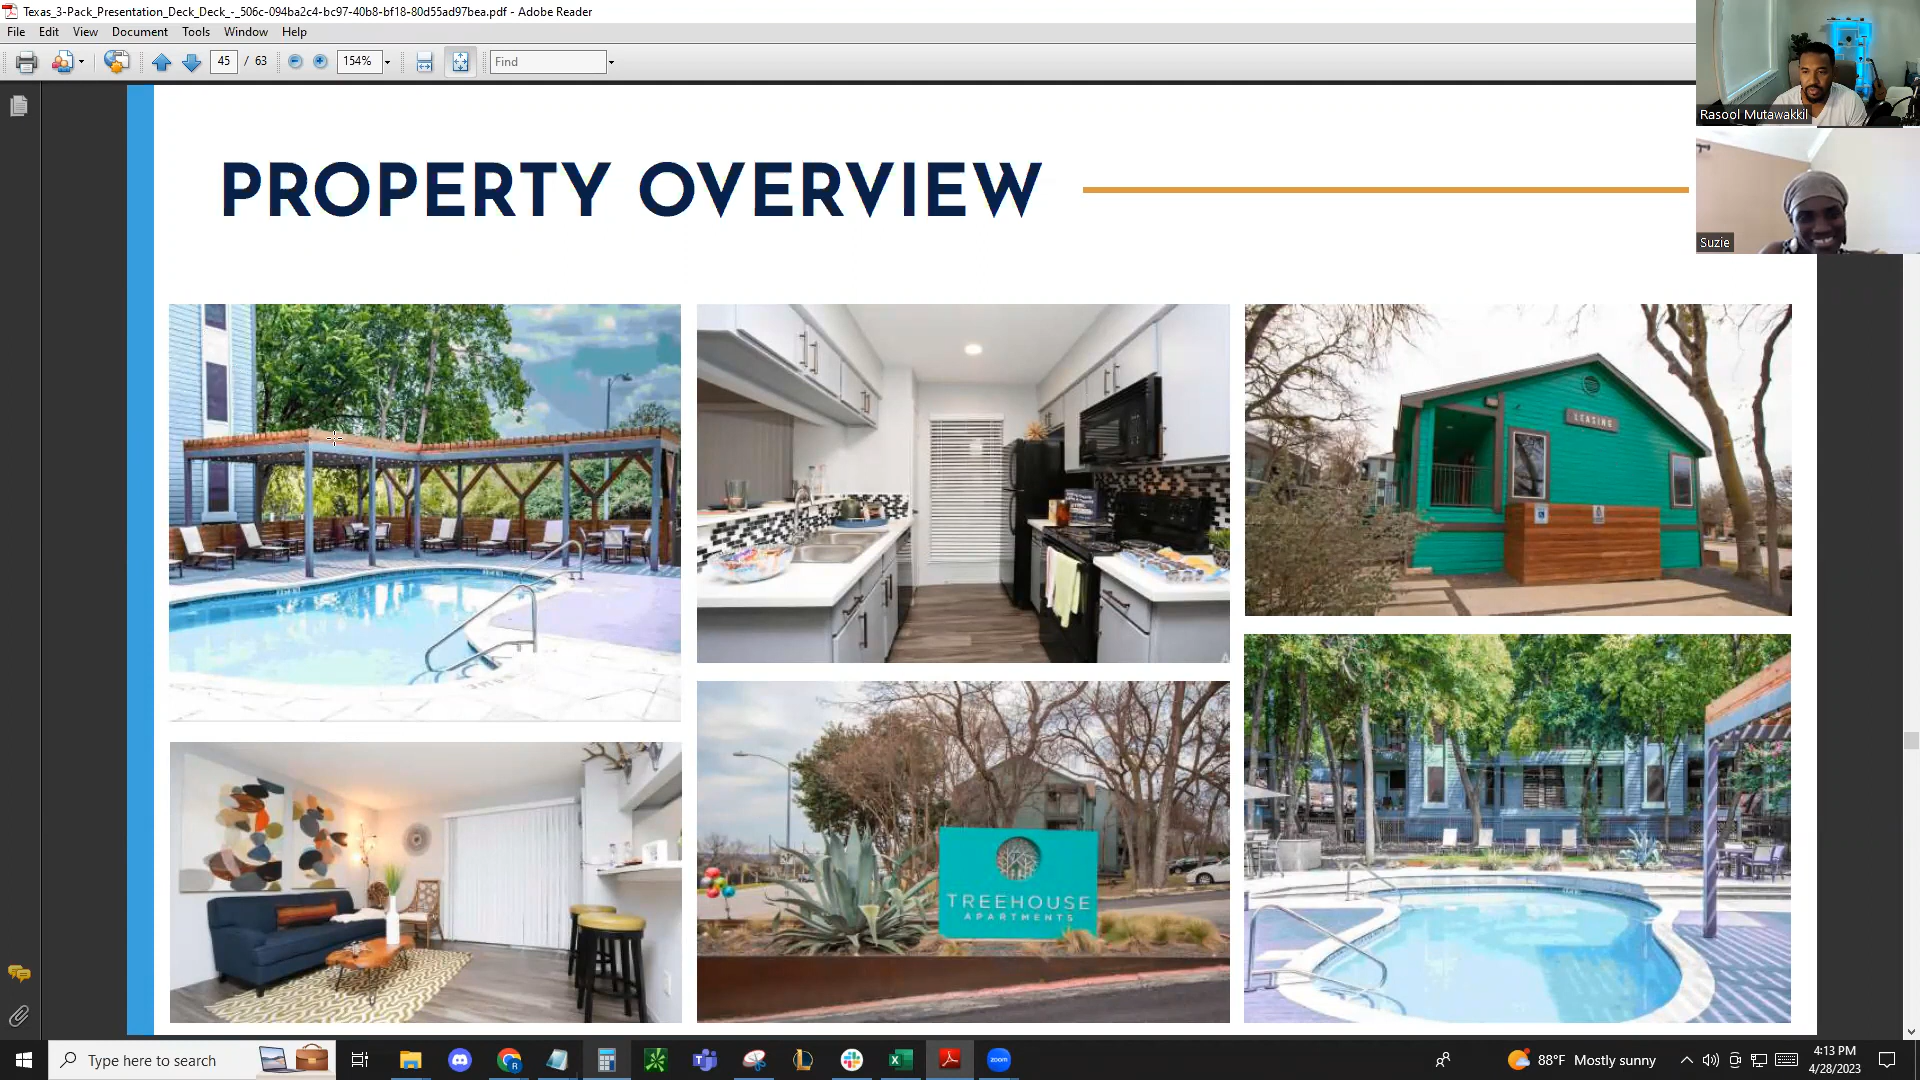 Texas_3-Pack_Presentation_Deck_Deck_-_506c-094ba2c4-bc97-40b8-bf18-80d55ad97bea.pdf - Adobe Reader
File Edit View Document Tools Window Help
45 / 63 154% Find
Rasool Mutawakkil
Suzie
PROPERTY OVERVIEW
LEASING
TREEHOUSE
APARTMENTS
Type here to search
zoom
88°F Mostly sunny
4:13 PM
4/28/2023